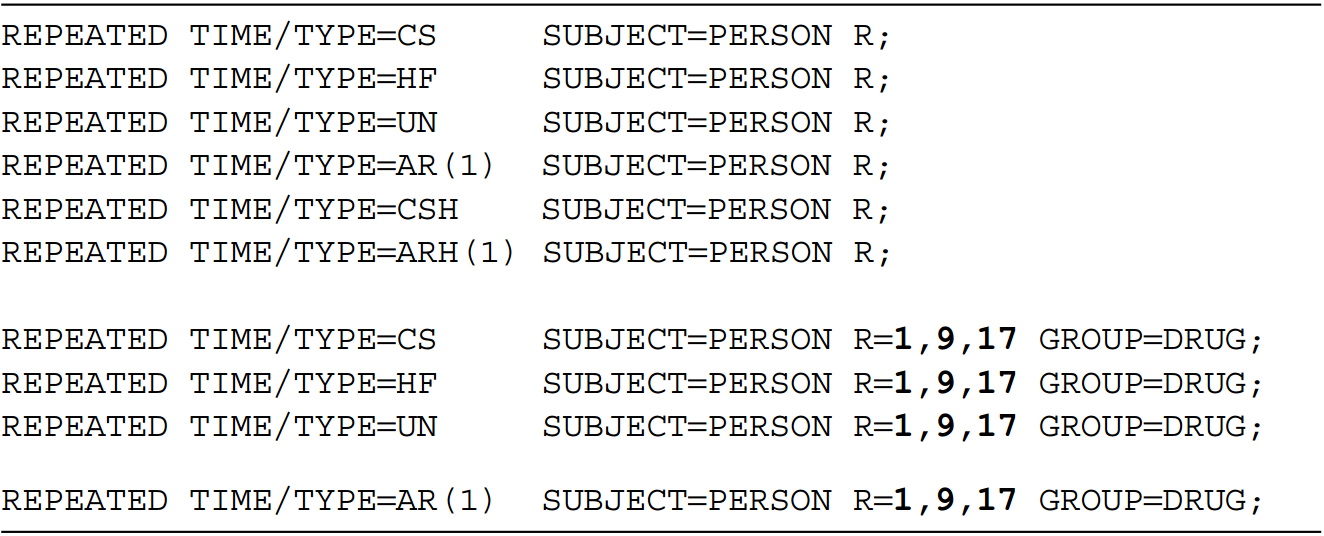 REPEATED TIME/TYPE=CS SUBJECT=PERSON R;
REPEATED TIME/TYPE=HF SUBJECT=PERSON R;
REPEATED TIME/TYPE=UN SUBJECT=PERSON R;
REPEATED TIME/TYPE=AR(1) SUBJECT=PERSON R;
REPEATED TIME/TYPE=CSH SUBJECT=PERSON R;
REPEATED TIME/TYPE=ARH(1) SUBJECT=PERSON R;
REPEATED TIME/TYPE=CS SUBJECT=PERSON R=1,9,17 GROUP=DRUG;
REPEATED TIME/TYPE=HF SUBJECT=PERSON R=1,9,17 GROUP=DRUG;
REPEATED TIME/TYPE=UN SUBJECT=PERSON R=1,9,17 GROUP=DRUG;
REPEATED TIME/TYPE=AR(1) SUBJECT=PERSON R=1,9,17 GROUP=DRUG;